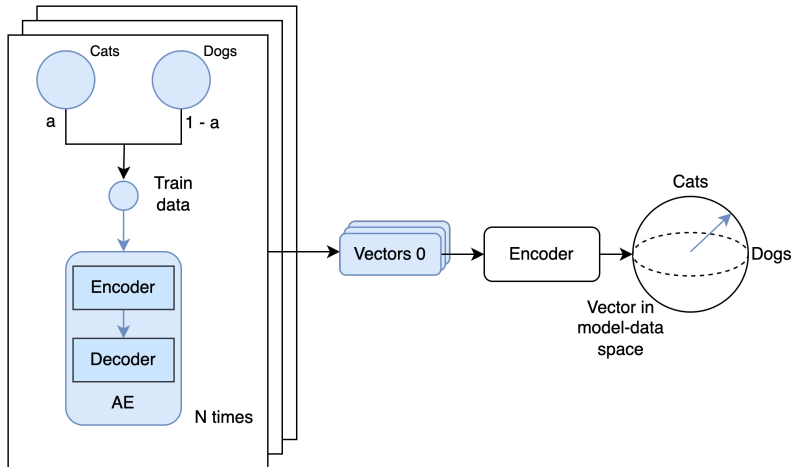 Cats
Dogs
a
1 - a
Train
data
Encoder
Decoder
AE
N times
Vectors 0
Encoder
Cats
Dogs
Vector in
model-data
space